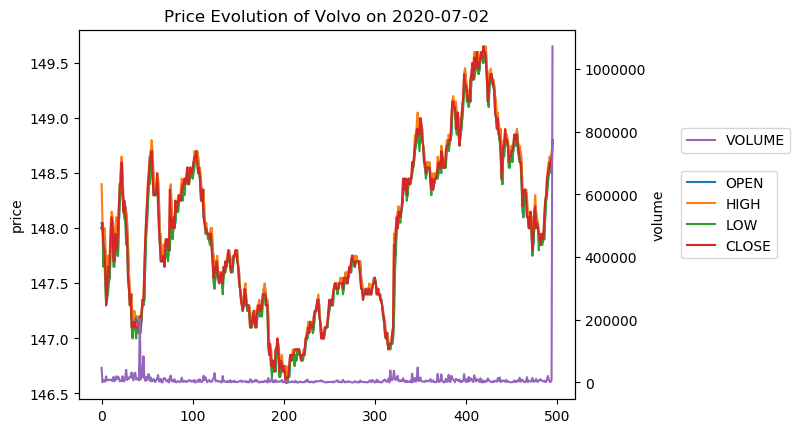 Price Evolution of Volvo on 2020-07-02
149.5
149.0
148.5
148.0
147.5
147.0
146.5
price
0
100
200
300
400
500
1000000
800000
600000
400000
200000
0
volume
VOLUME
OPEN
HIGH
LOW
CLOSE